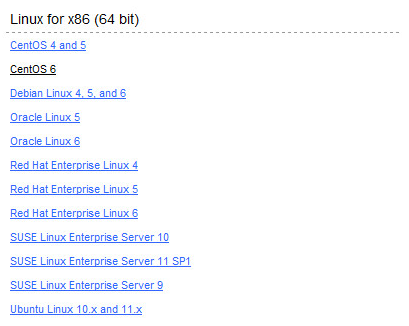 Linux for x86 (64 bit)
CentOS 4 and 5
CentOS 6
Debian Linux 4, 5, and 6
Oracle Linux 5
Oracle Linux 6
Red Hat Enterprise Linux 4
Red Hat Enterprise Linux 5
Red Hat Enterprise Linux 6
SUSE Linux Enterprise Server 10
SUSE Linux Enterprise Server 11 SP1
SUSE Linux Enterprise Server 9
Ubuntu Linux 10.x and 11.x